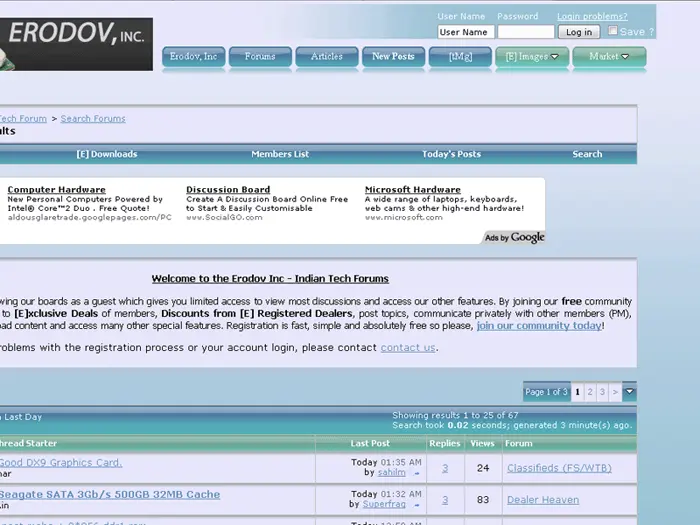 User Name Password Login problems?
ERODOV, INC.
User Name Log in Save ?
Erodov, Inc Forums Articles New Posts [tMg] [E] Images Market
Tech Forum > Search Forums
ults
[E] Downloads Members List Today's Posts Search
Computer Hardware Discussion Board Microsoft Hardware
New Personal Computers Powered by Create A Discussion Board Online Free A wide range of laptops, keyboards,
Intel® Core™2 Duo . Free Quote! to Start & Easily Customisable web cams & other high-end hardware!
aldousglaretrade.googlepages.com/PC www.SocialGO.com www.microsoft.com
Ads by Google
Welcome to the Erodov Inc - Indian Tech Forums
wing our boards as a guest which gives you limited access to view most discussions and access our other features. By joining our free community
to [E]xclusive Deals of members, Discounts from [E] Registered Dealers, post topics, communicate privately with other members (PM),
oad content and access many other special features. Registration is fast, simple and absolutely free so please, join our community today!
roblems with the registration process or your account login, please contact contact us.
Page 1 of 3 1 2 3 >
Last Day Showing results 1 to 25 of 67
Search took 0.02 seconds; generated 3 minute(s) ago.
hread Starter Last Post Replies Views Forum
Good DX9 Graphics Card. Today 01:35 AM 3 24 Classifieds (FS/WTB)
nar by sahilm
Seagate SATA 3Gb/s 500GB 32MB Cache Today 01:32 AM 3 83 Dealer Heaven
by Superfrag